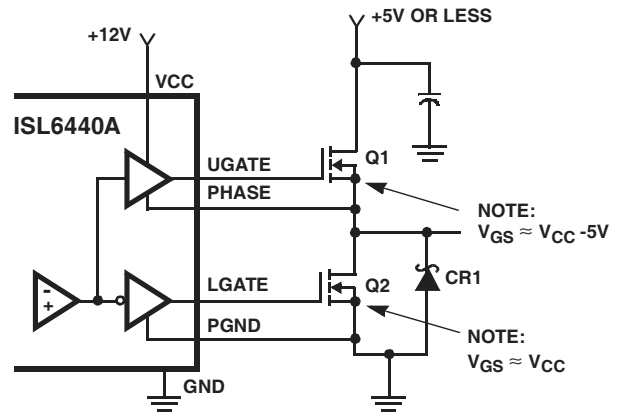 +5V OR LESS
+12V
VCC
ISL6440A
UGATE
Q1
PHASE
NOTE:
VGS ≈ VCC -5V
-
+
LGATE
Q2
CR1
PGND
NOTE:
VGS ≈ VCC
GND